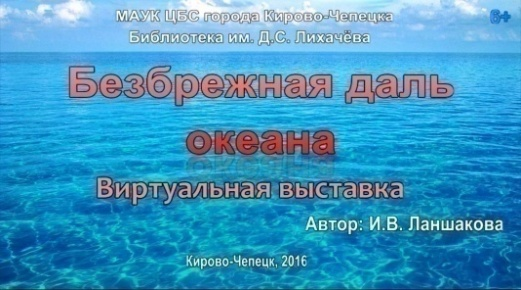 МАУК ЦБС города Кирово-Чепецка
6+
Библиотека им. Д.С. Лихачёва
Безбрежная даль
океана
Виртуальная выставка
Автор: И.В. Ланшакова
Кирово-Чепецк, 2016